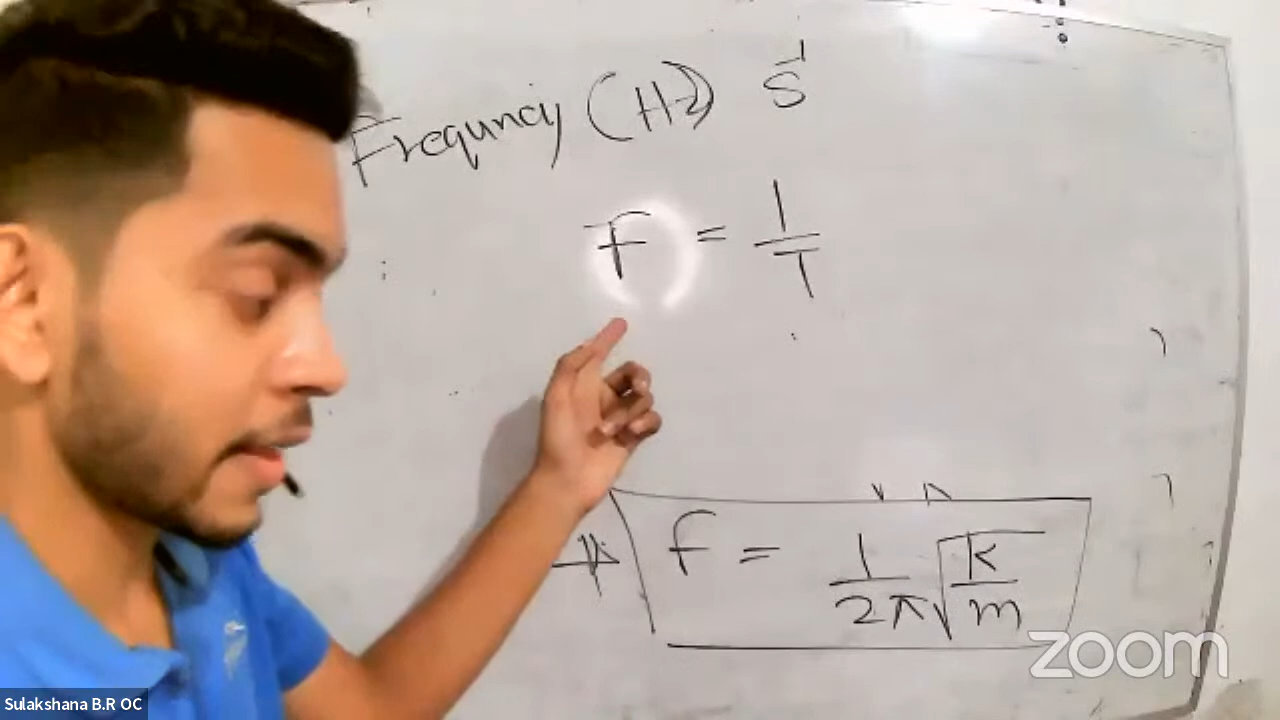 Frequncy (Hz) s⁻¹
F = 1/T
f = 1/2π √k/m
zoom
Sulakshana B.R OC